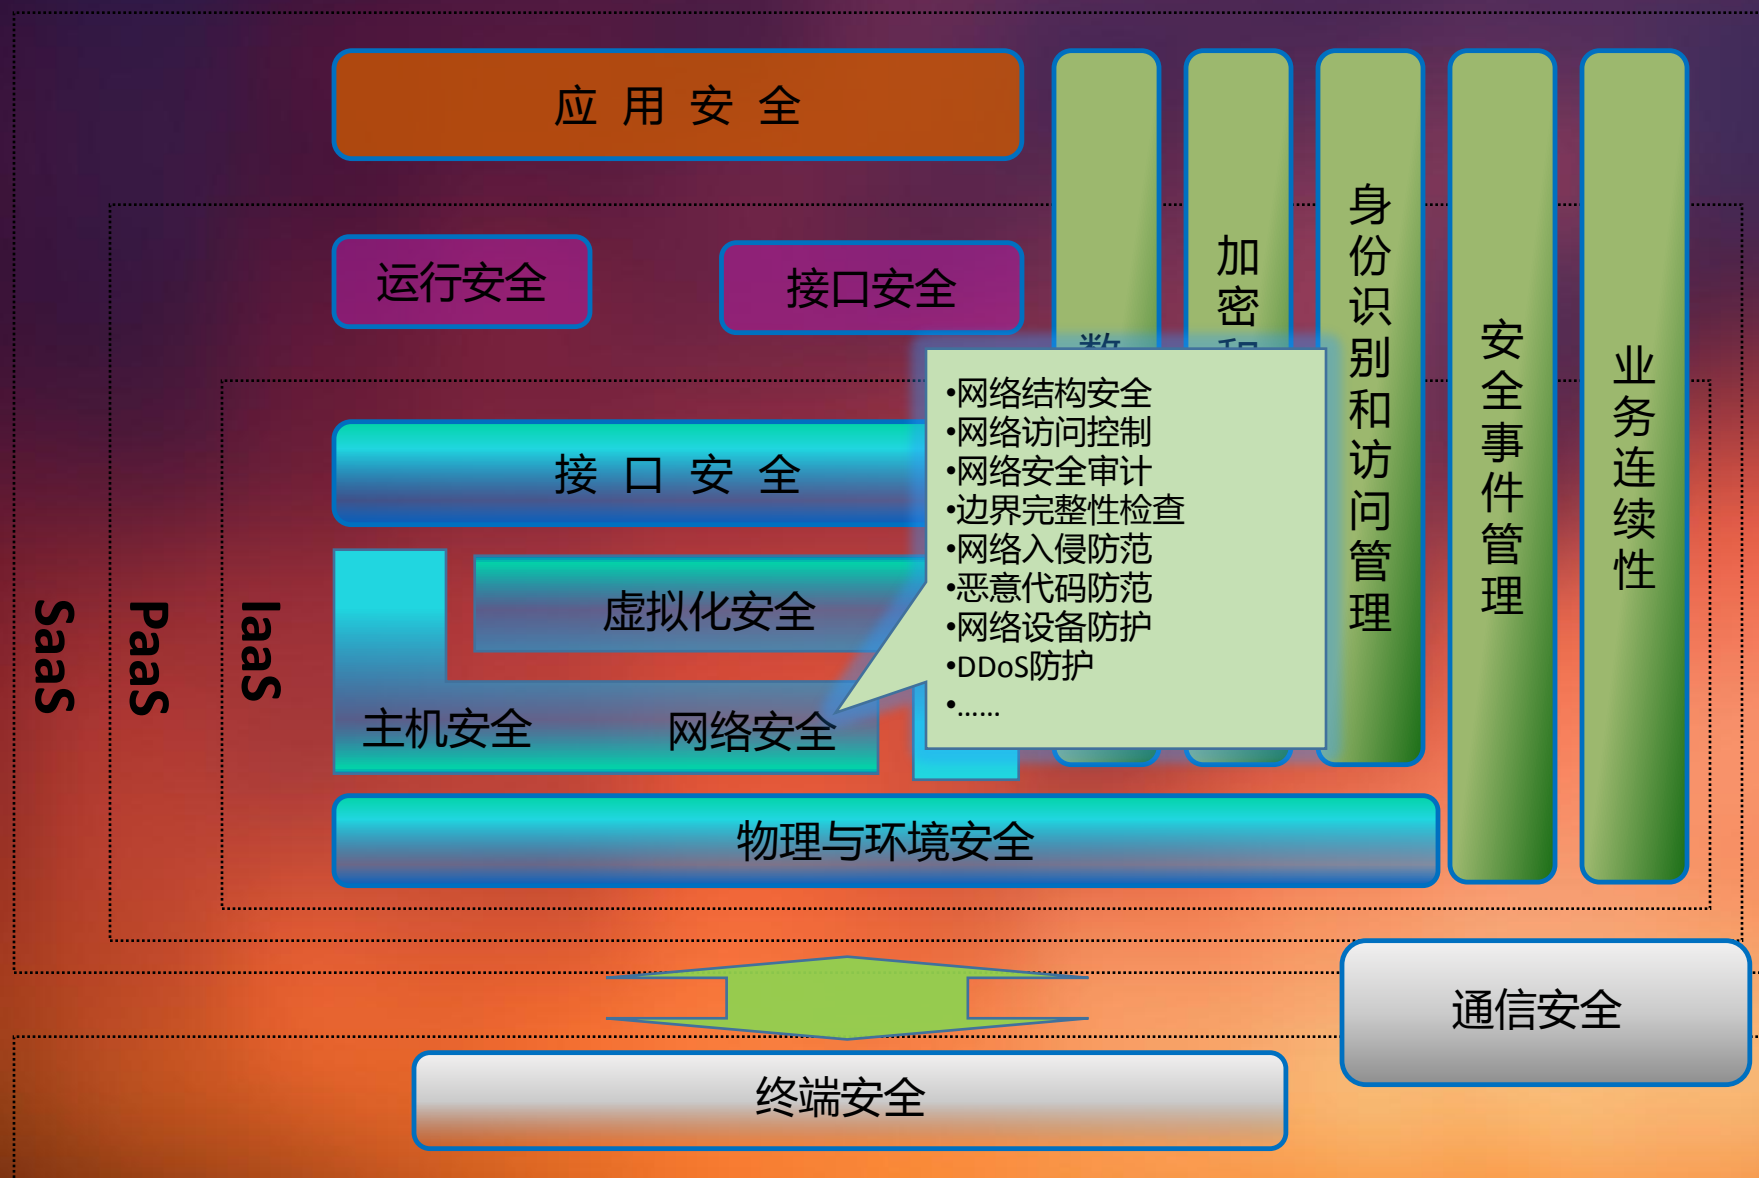 应 用 安 全
运行安全
接口安全
接 口 安 全
虚拟化安全
主机安全
网络安全
物理与环境安全
SaaS
PaaS
IaaS
数
加密和
身份识别和访问管理
安全事件管理
业务连续性
•网络结构安全
•网络访问控制
•网络安全审计
•边界完整性检查
•网络入侵防范
•恶意代码防范
•网络设备防护
•DDoS防护
•......
通信安全
终端安全